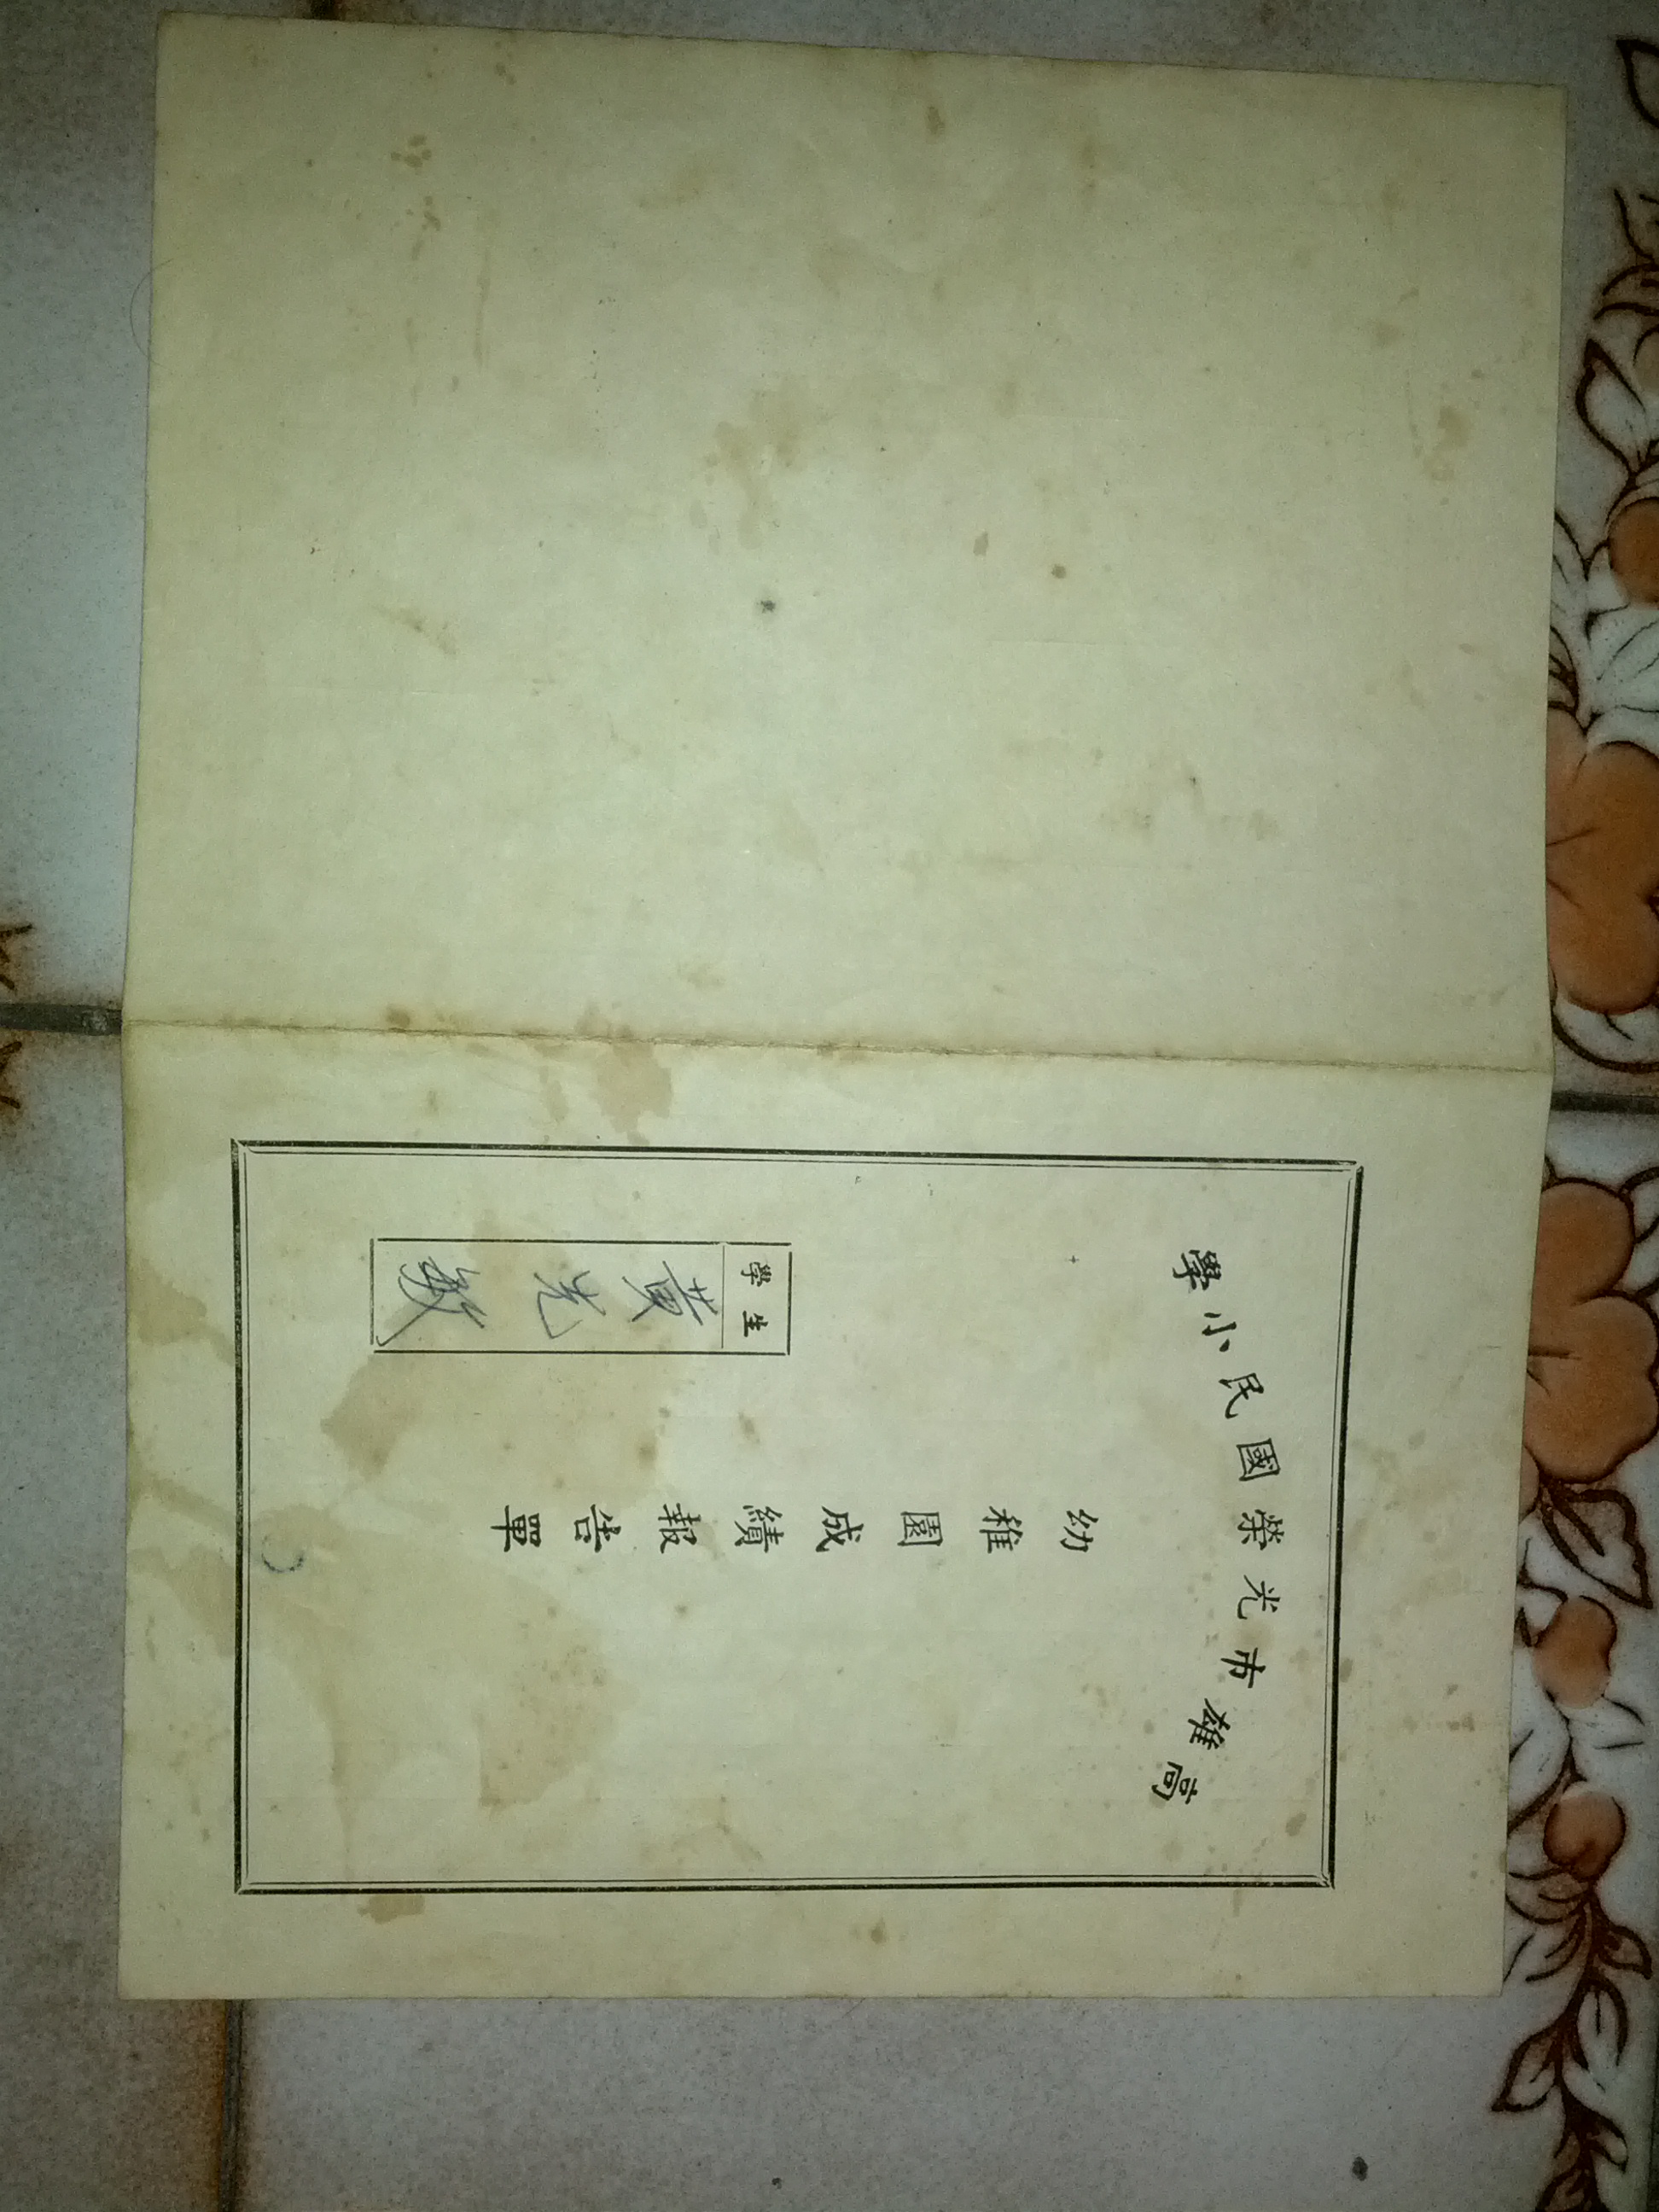 高雄市光榮國民小學
幼稚園成績報告單
學生
黃光